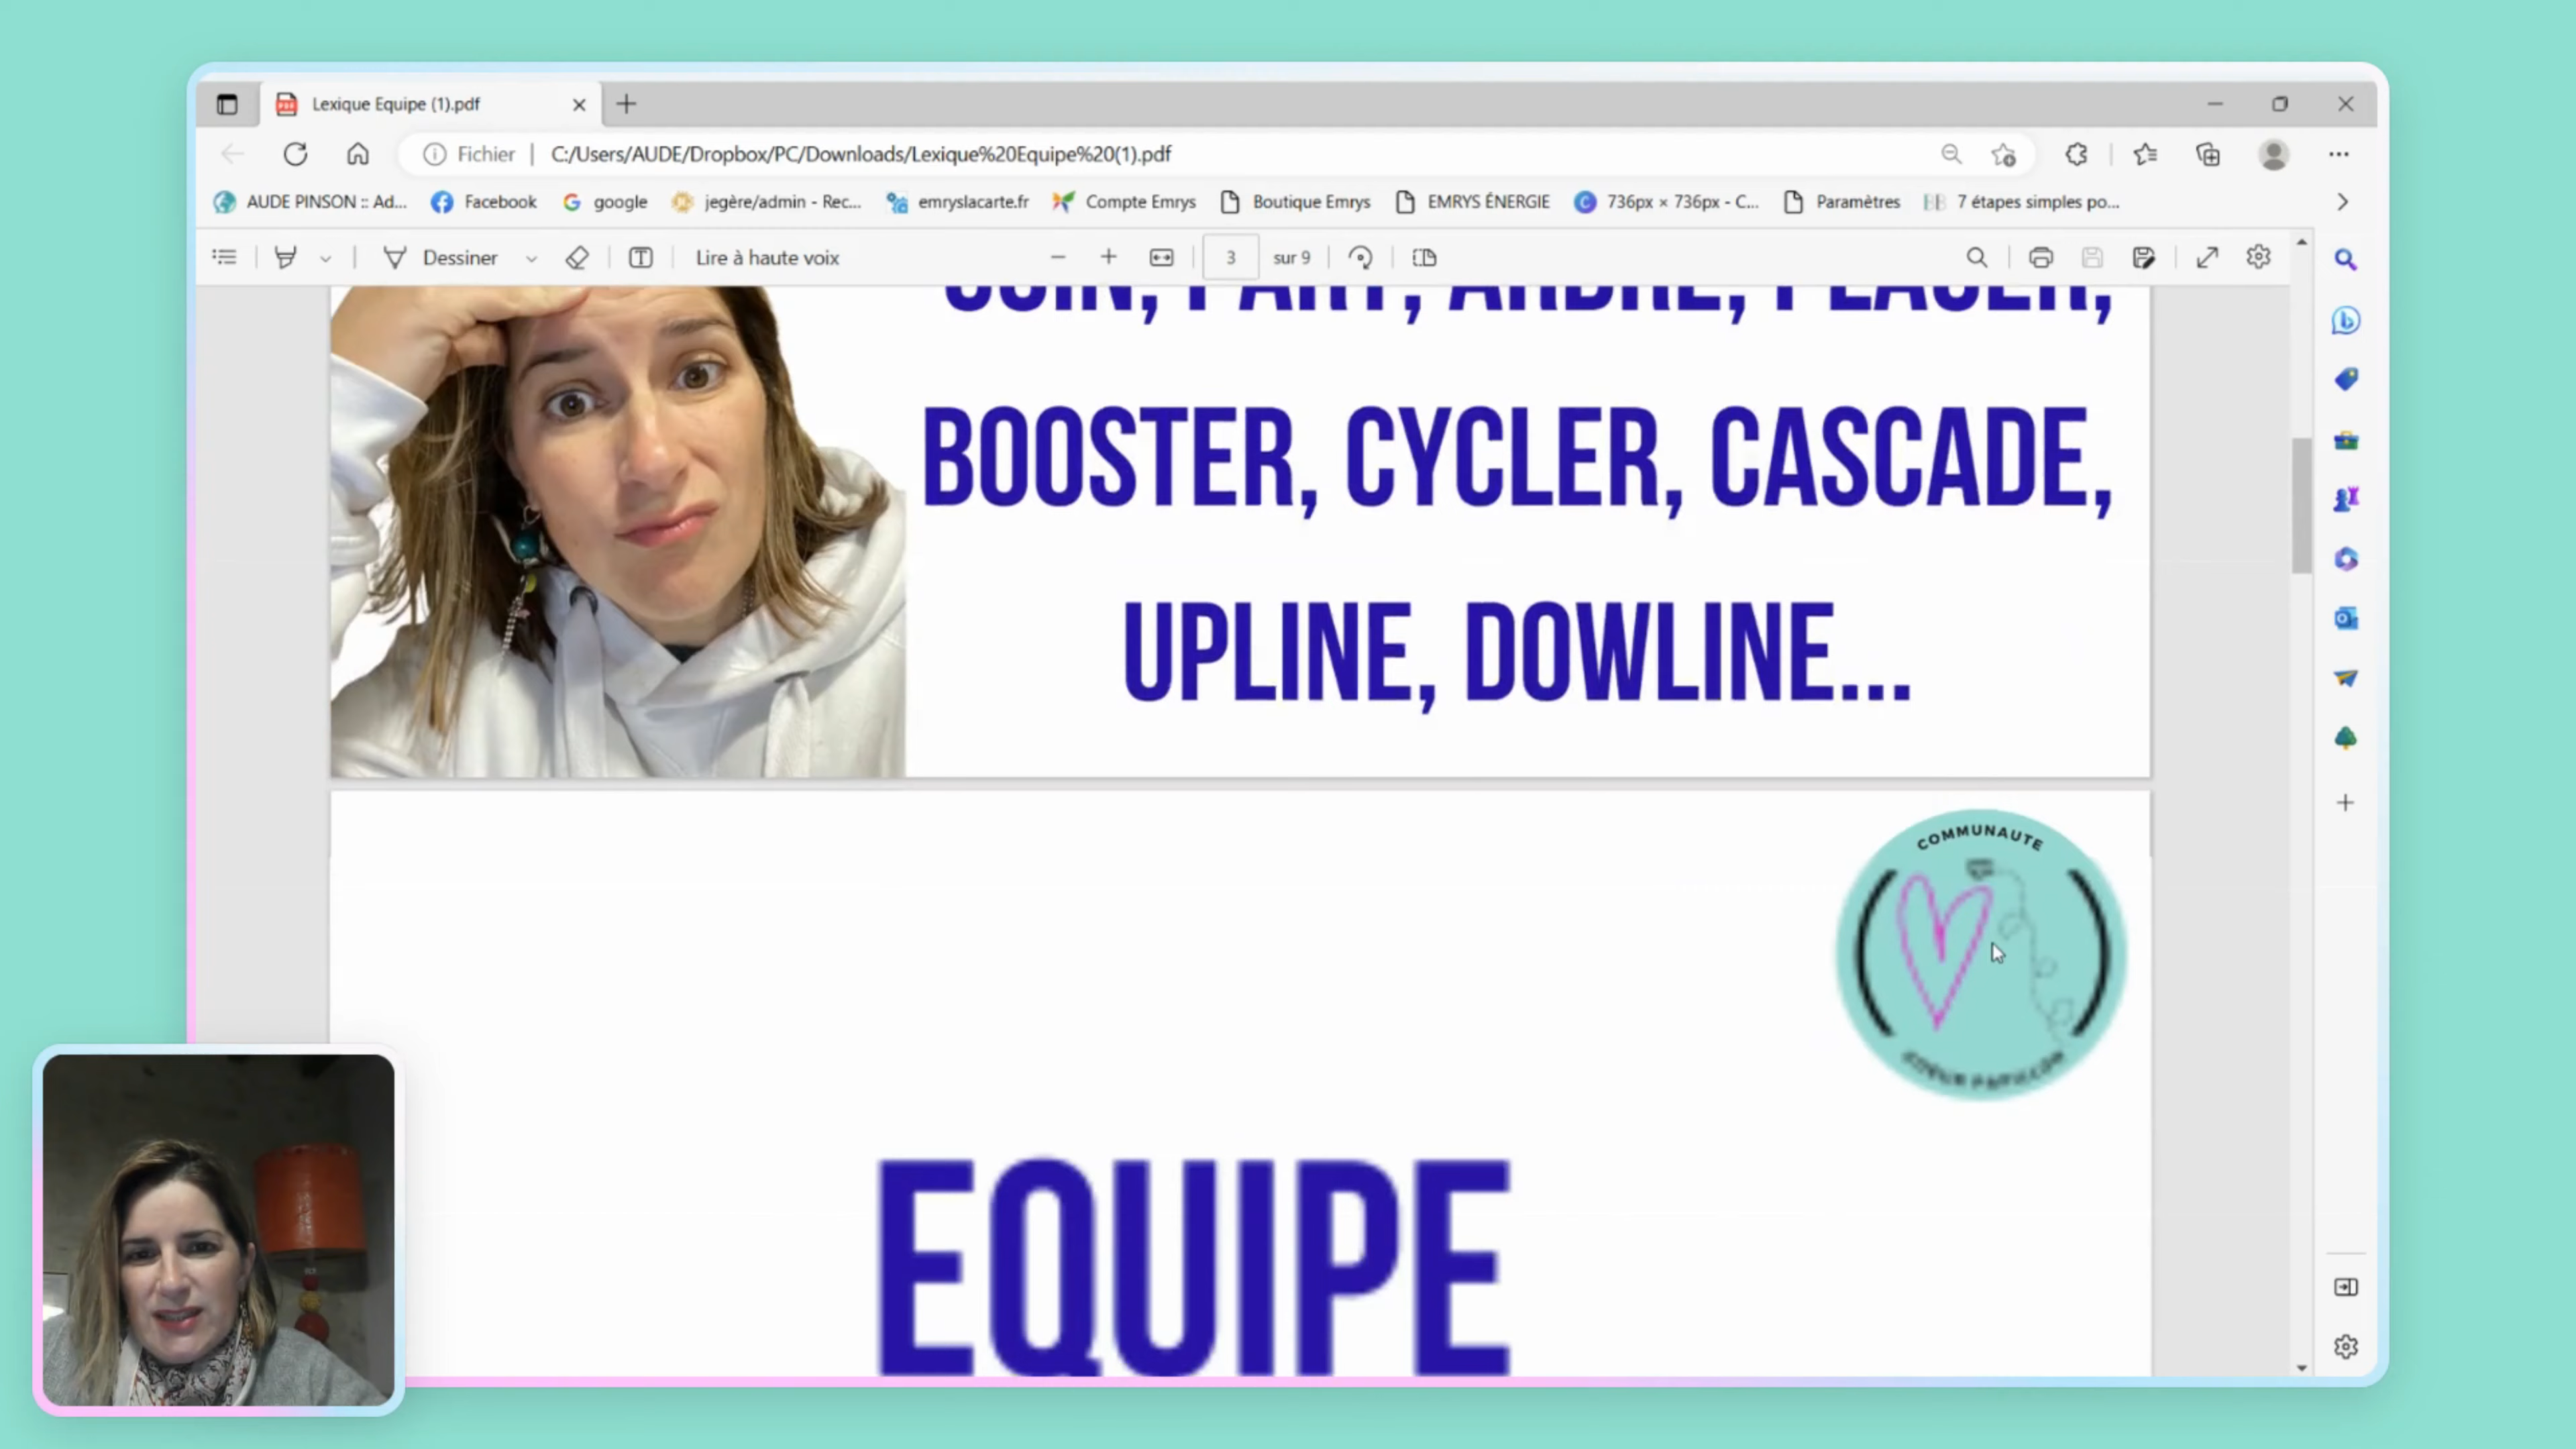 Lexique Equipe (1).pdf
Fichier
C:/Users/AUDE/Dropbox/PC/Downloads/Lexique%20Equipe%20(1).pdf
AUDE PINSON :: Ad...
Facebook
google
jegère/admin - Rec...
emryslacarte.fr
Compte Emrys
Boutique Emrys
EMRYS ÉNERGIE
736px × 736px - C...
Paramètres
7 étapes simples po...
Dessiner
Lire à haute voix
3
sur 9
BOOSTER, CYCLER, CASCADE,
UPLINE, DOWLINE...
COMMUNAUTE
EQUIPE